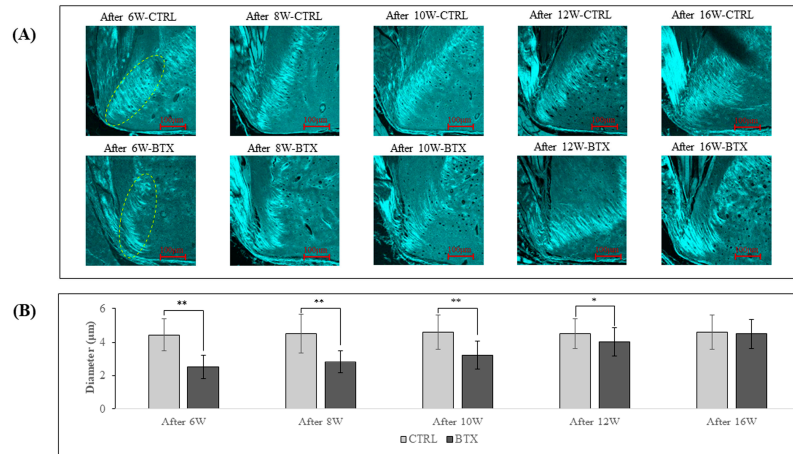 (A)
After 6W-CTRL After 8W-CTRL After 10W-CTRL After 12W-CTRL After 16W-CTRL
100μm
After 6W-BTX After 8W-BTX After 10W-BTX After 12W-BTX After 16W-BTX
(B)
** ** ** *
Diameter (μm)
6
4
2
0
After 6W After 8W After 10W After 12W After 16W
CTRL BTX